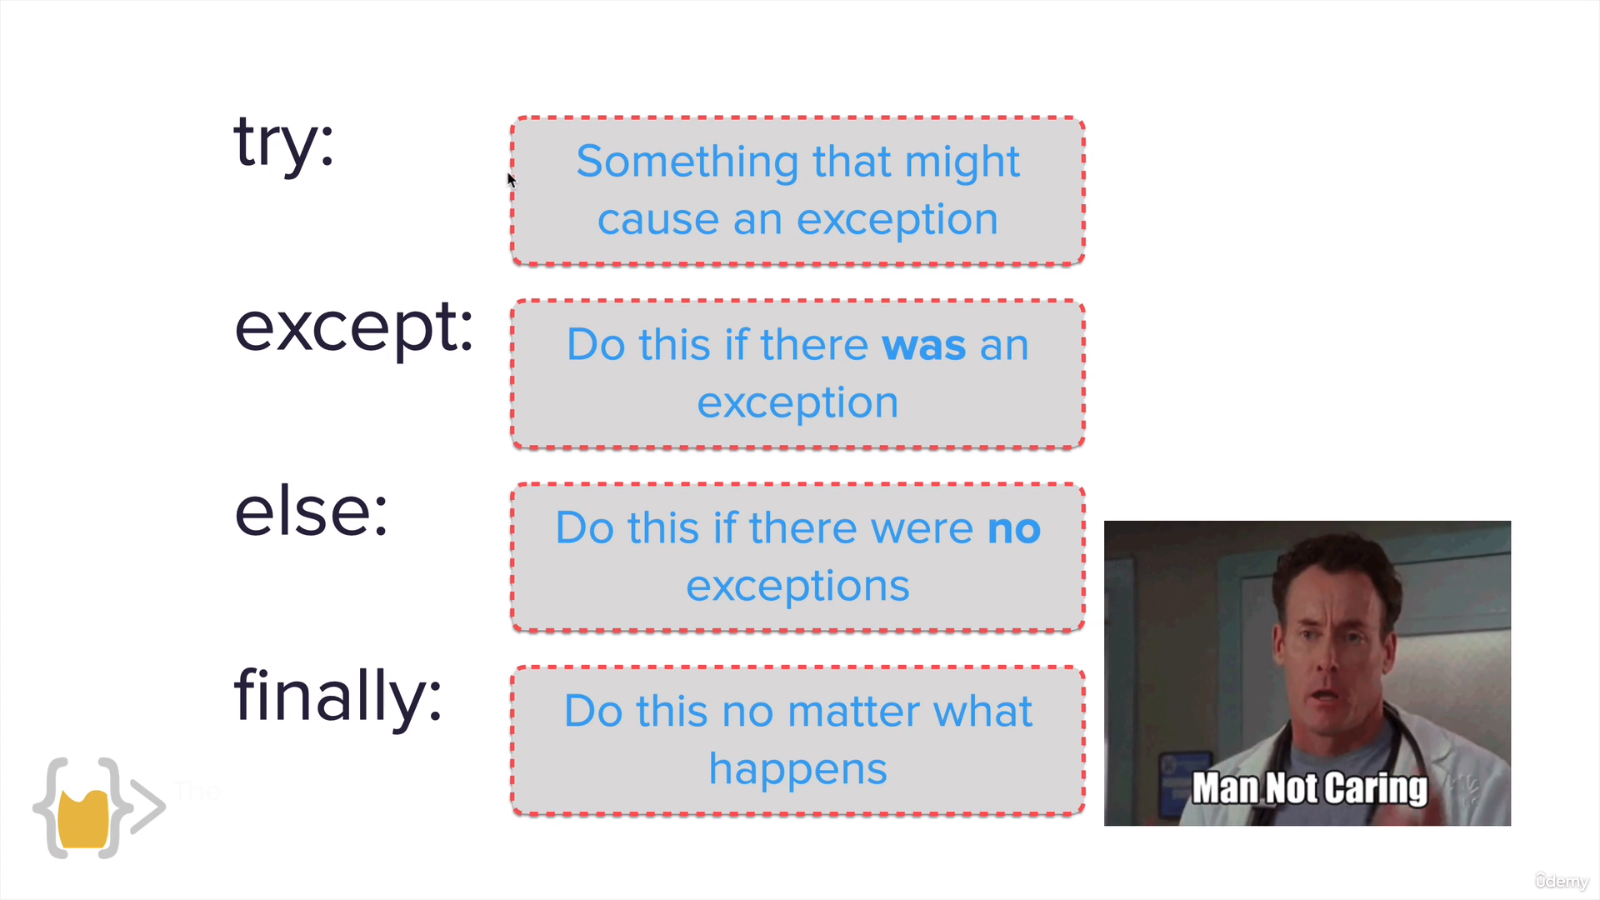 try:
Something that might
cause an exception
except:
Do this if there was an
exception
else:
Do this if there were no
exceptions
finally:
Do this no matter what
happens
Man Not Caring
ûdemy